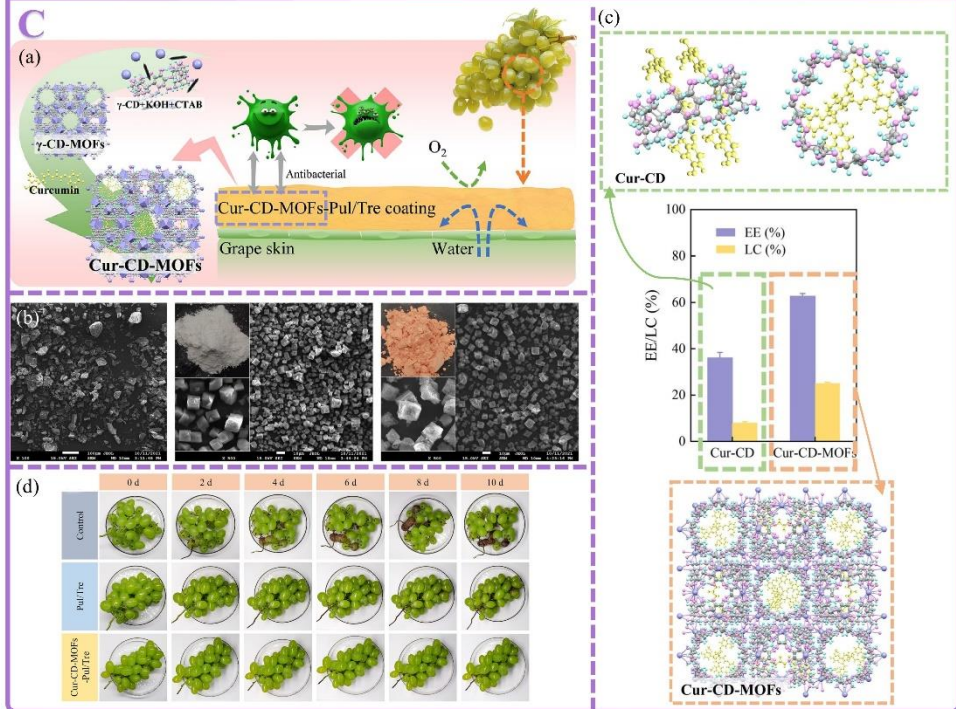 C
(a)
γ-CD+KOH+CTAB
γ-CD-MOFs
Curcumin
Cur-CD-MOFs
Antibacterial
O₂
Cur-CD-MOFs-Pul/Tre coating
Grape skin
Water
(b)
(c)
Cur-CD
100
80
60
40
20
0
EE/LC (%)
EE (%)
LC (%)
Cur-CD
Cur-CD-MOFs
Cur-CD-MOFs
(d)
0 d
2 d
4 d
6 d
8 d
10 d
Control
Pul/Tre
Cur-CD-MOFs
-Pul/Tre